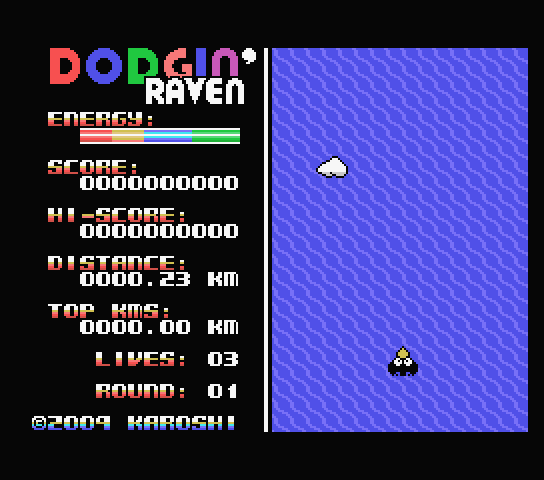 DODGIN'
RAVEN
ENERGY:
SCORE:
0000000000
HI-SCORE:
0000000000
DISTANCE:
0000.23 KM
TOP KMS:
0000.00 KM
LIVES: 03
ROUND: 01
©2009 KAROSHI